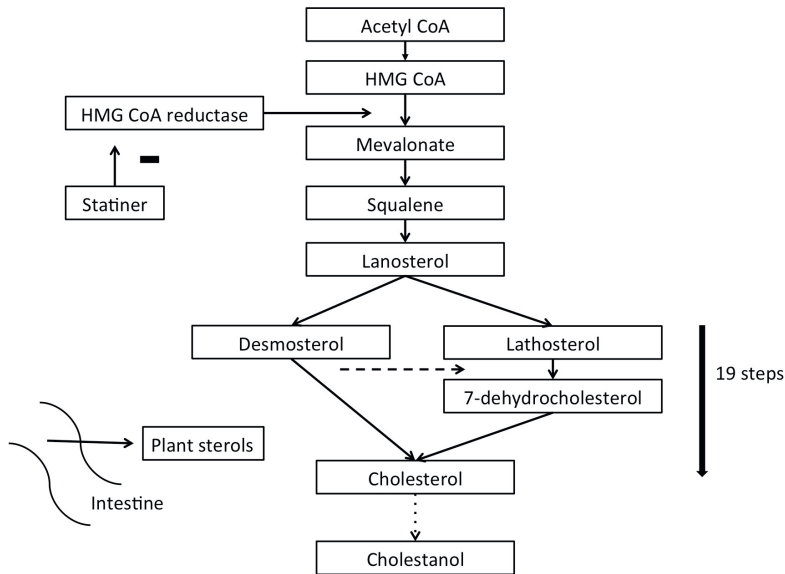 Acetyl CoA
HMG CoA
HMG CoA reductase
Mevalonate
Statiner
Squalene
Lanosterol
Desmosterol
Lathosterol
19 steps
7-dehydrocholesterol
Plant sterols
Cholesterol
Intestine
Cholestanol